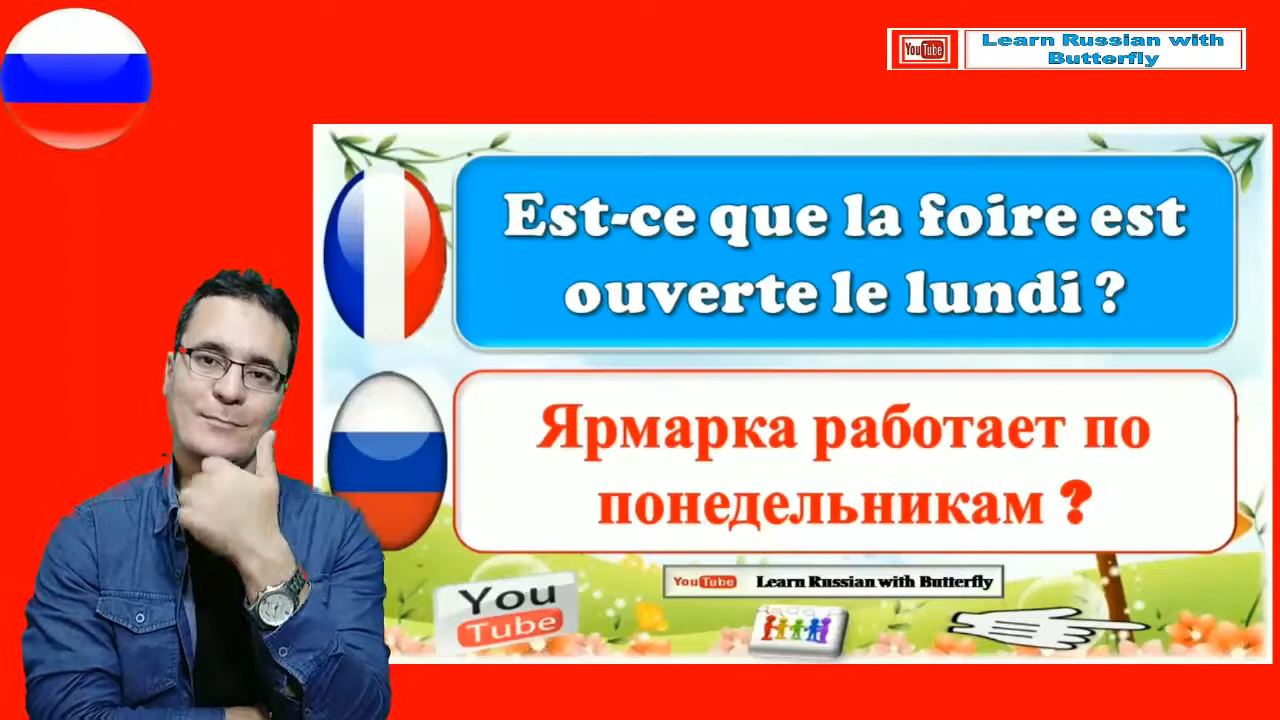 YouTube
Learn Russian with
Butterfly
Est-ce que la foire est
ouverte le lundi ?
Ярмарка работает по
понедельникам ?
YouTube Learn Russian with Butterfly
You
Tube